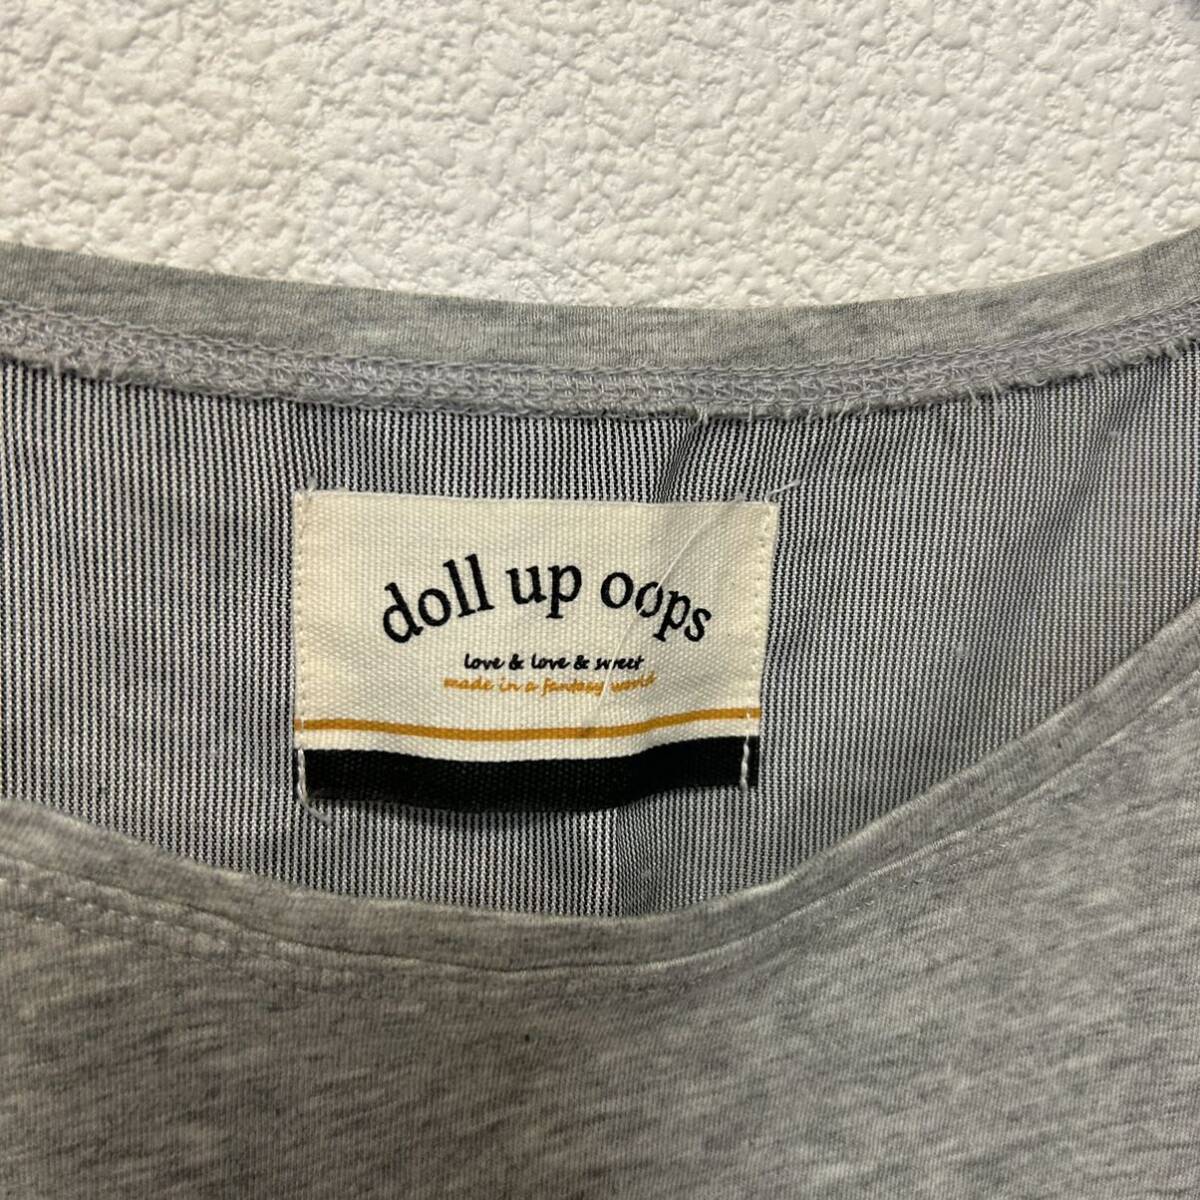 doll up oops
love & love & sweet
made in a fantasy world